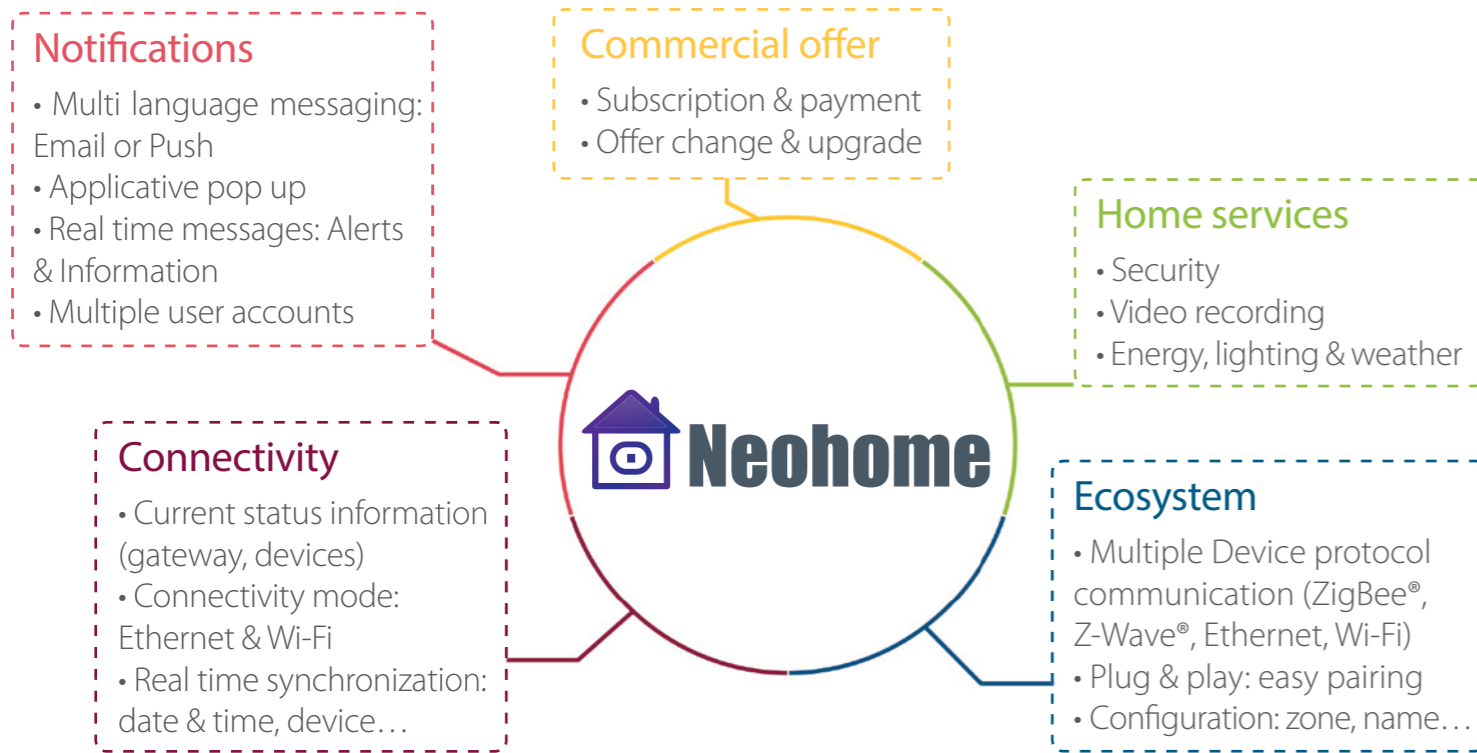 Notifications
• Multi language messaging:
Email or Push
• Applicative pop up
• Real time messages: Alerts
& Information
• Multiple user accounts
Commercial offer
• Subscription & payment
• Offer change & upgrade
Home services
• Security
• Video recording
• Energy, lighting & weather
Neohome
Connectivity
• Current status information
(gateway, devices)
• Connectivity mode:
Ethernet & Wi-Fi
• Real time synchronization:
date & time, device…
Ecosystem
• Multiple Device protocol
communication (ZigBee®,
Z-Wave®, Ethernet, Wi-Fi)
• Plug & play: easy pairing
• Configuration: zone, name…